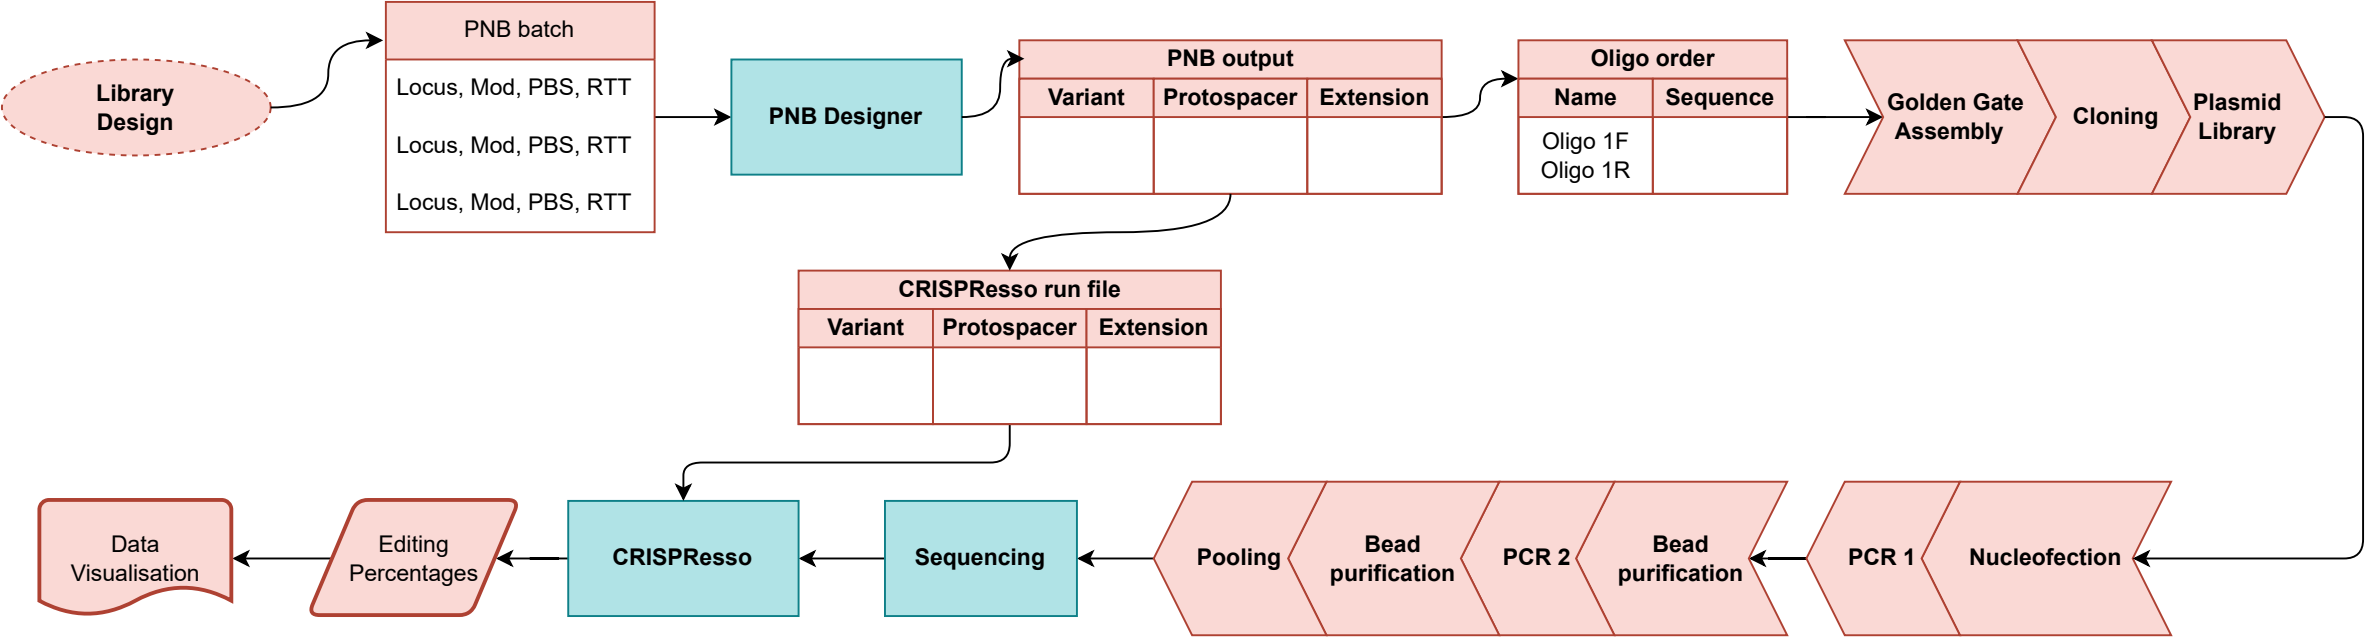 Library
Design
PNB batch
Locus, Mod, PBS, RTT
Locus, Mod, PBS, RTT
Locus, Mod, PBS, RTT
PNB Designer
PNB output
Variant Protospacer Extension
Oligo order
Name Sequence
Oligo 1F
Oligo 1R
Golden Gate
Assembly
Cloning
Plasmid
Library
CRISPResso run file
Variant Protospacer Extension
Data
Visualisation
Editing
Percentages
CRISPResso
Sequencing
Pooling
Bead
purification
PCR 2
Bead
purification
PCR 1
Nucleofection